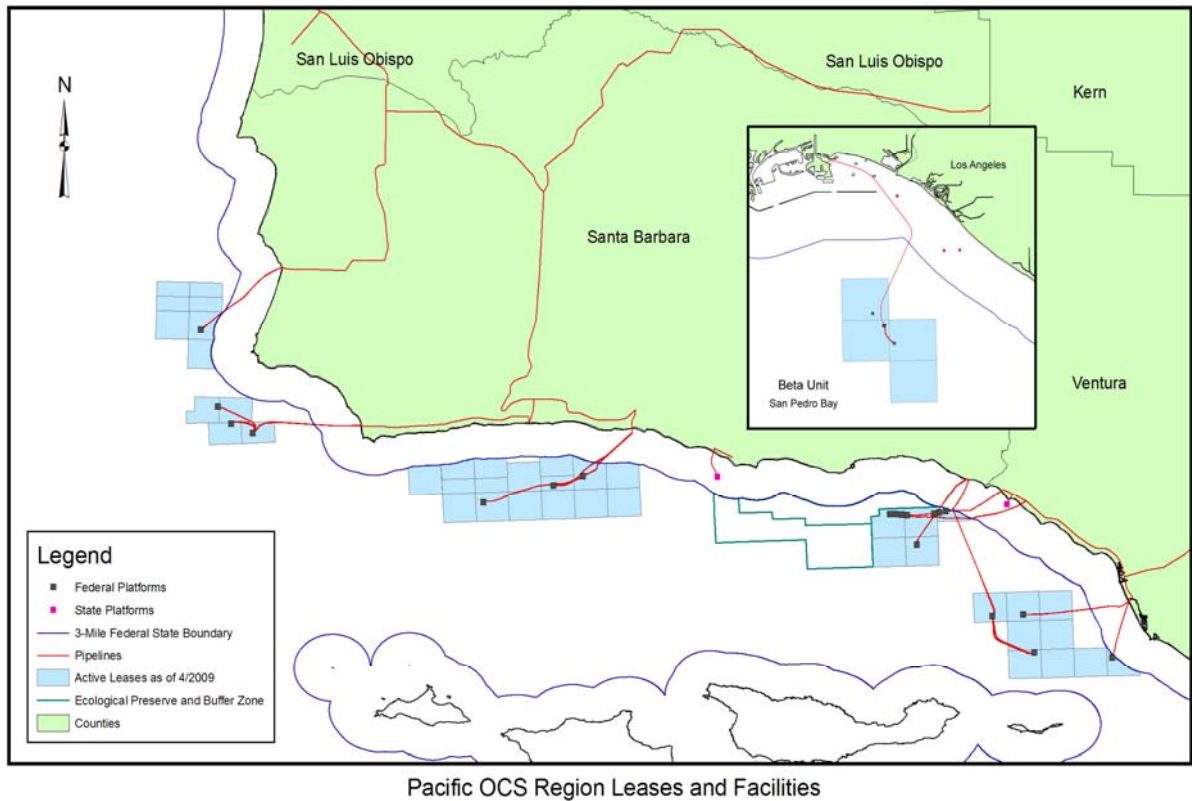 San Luis Obispo
San Luis Obispo
Kern
N
Los Angeles
Santa Barbara
Ventura
Beta Unit
San Pedro Bay
Legend
Federal Platforms
State Platforms
3-Mile Federal State Boundary
Pipelines
Active Leases as of 4/2009
Ecological Preserve and Buffer Zone
Counties
Pacific OCS Region Leases and Facilities